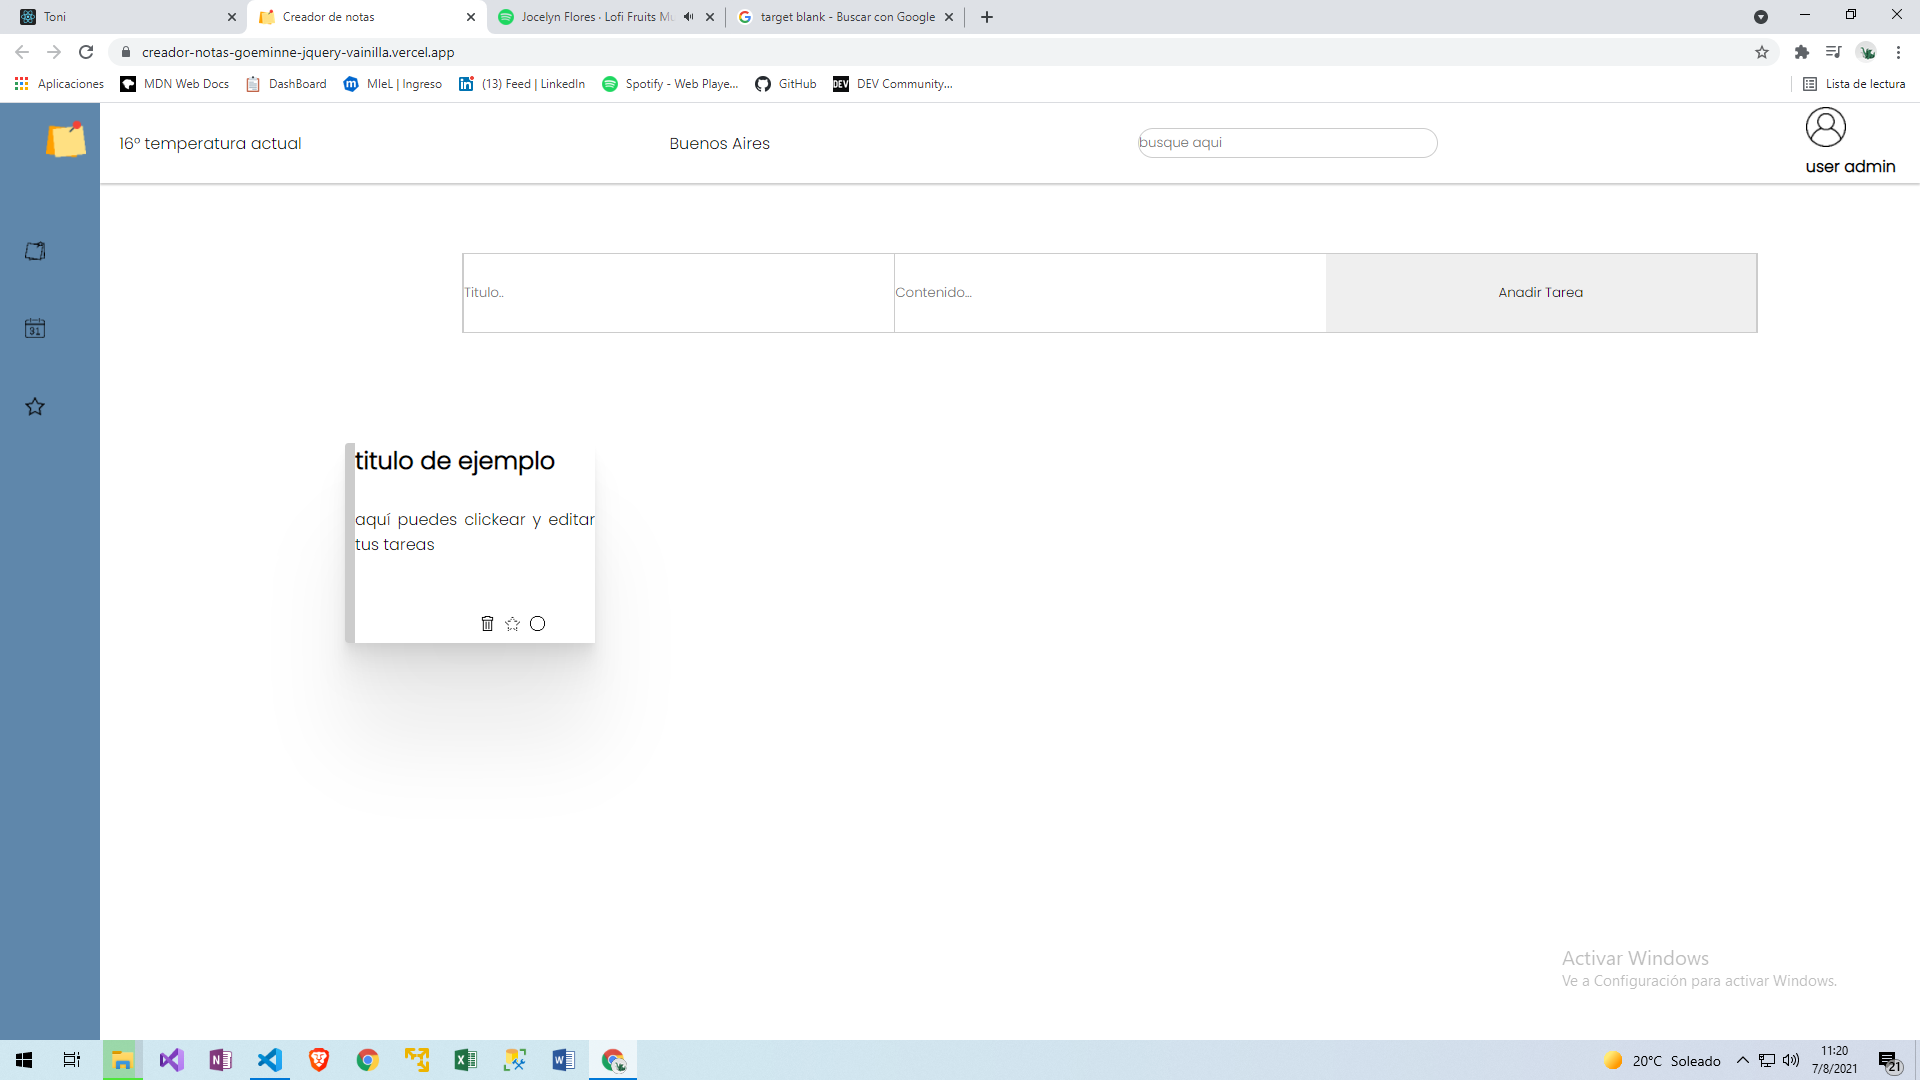 Toni
Creador de notas
Jocelyn Flores · Lofi Fruits Mu
target blank - Buscar con Google
creador-notas-goeminne-jquery-vainilla.vercel.app
Aplicaciones
MDN Web Docs
DashBoard
MIeL | Ingreso
(13) Feed | LinkedIn
Spotify - Web Playe...
GitHub
DEV
DEV Community...
Lista de lectura
16° temperatura actual
Buenos Aires
busque aqui
user admin
31
Titulo..
Contenido...
Anadir Tarea
titulo de ejemplo
aquí puedes clickear y editar
tus tareas
Activar Windows
Ve a Configuración para activar Windows.
20°C Soleado
11:20
7/8/2021
21